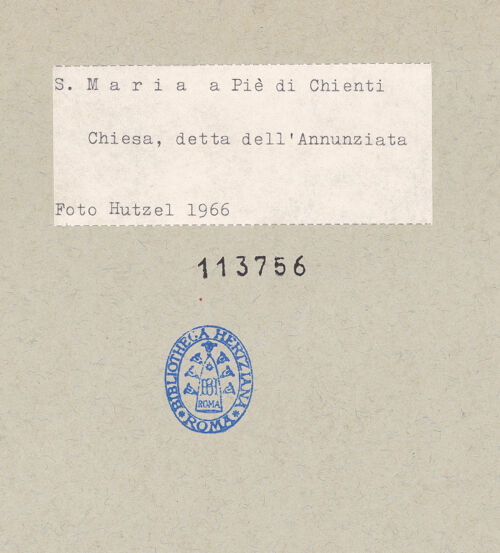 S. M a r i a a Piè di Chienti
Chiesa, detta dell'Annunziata
Foto Hutzel 1966
113756
BIBLIOTHECA HERTZIANA
ROMA
* ROMA *